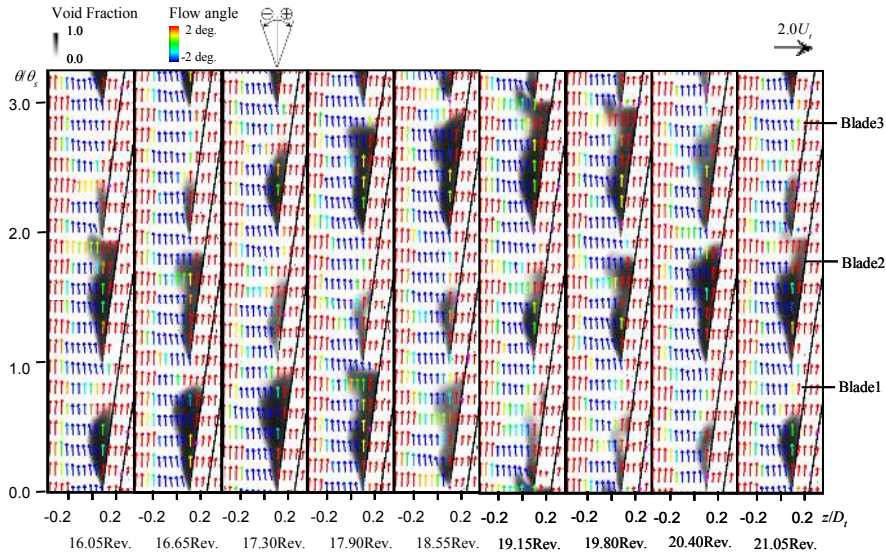 Void Fraction
1.0
0.0
Flow angle
2 deg.
-2 deg.
⊖ ⊕
2.0Uₜ
θ/θₛ
3.0
2.0
1.0
0.0
Blade3
Blade2
Blade1
-0.2 0.2 -0.2 0.2 -0.2 0.2 -0.2 0.2 -0.2 0.2 -0.2 0.2 -0.2 0.2 -0.2 0.2 -0.2 0.2 z/Dₜ
16.05Rev. 16.65Rev. 17.30Rev. 17.90Rev. 18.55Rev. 19.15Rev. 19.80Rev. 20.40Rev. 21.05Rev.